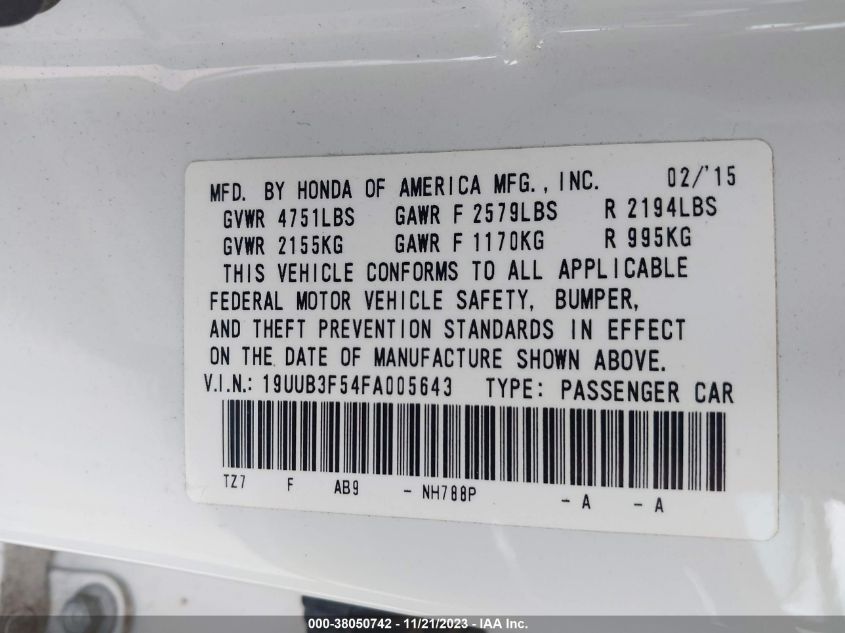 MFD. BY HONDA OF AMERICA MFG., INC. 02/'15
GVWR 4751LBS GAWR F 2579LBS R 2194LBS
GVWR 2155KG GAWR F 1170KG R 995KG
THIS VEHICLE CONFORMS TO ALL APPLICABLE
FEDERAL MOTOR VEHICLE SAFETY, BUMPER,
AND THEFT PREVENTION STANDARDS IN EFFECT
ON THE DATE OF MANUFACTURE SHOWN ABOVE.
V.I.N.: 19UUB3F54FA005643 TYPE: PASSENGER CAR
TZ7 F AB9 - NH788P - A - A
000-38050742 - 11/21/2023 - IAA Inc.